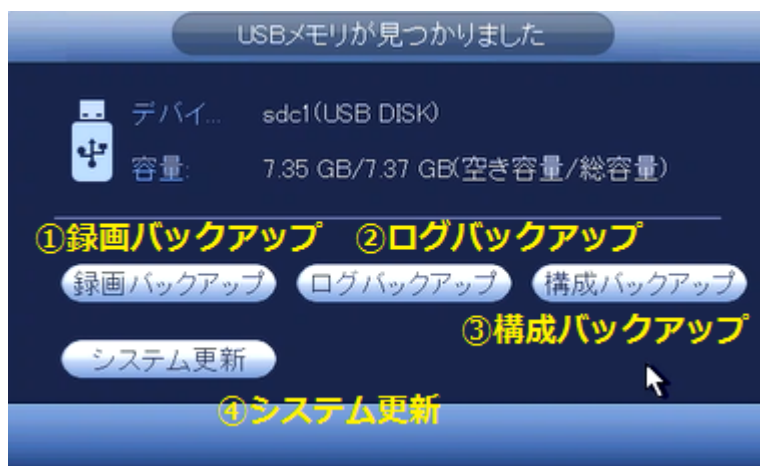 USBメモリが見つかりました
デバイ... sdc1(USB DISK)
容量: 7.35 GB/7.37 GB(空き容量/総容量)
①録画バックアップ ②ログバックアップ
録画バックアップ ログバックアップ 構成バックアップ
③構成バックアップ
システム更新
④システム更新